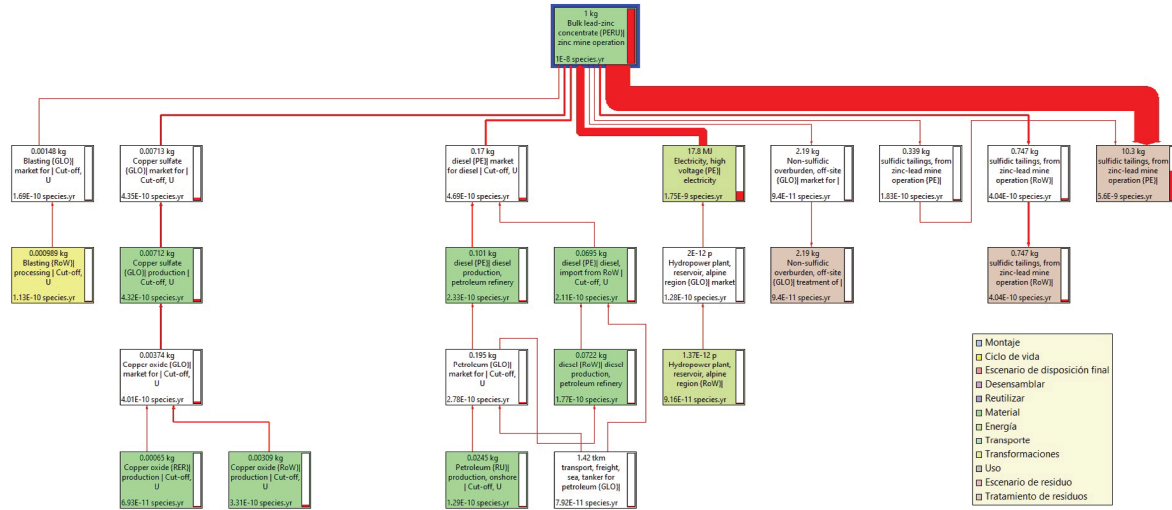 1 kg
Bulk lead-zinc
concentrate {PERU}|
zinc mine operation
1E-8 species.yr
0.00148 kg
Blasting {GLO}|
market for | Cut-off,
U
1.69E-10 species.yr
0.00713 kg
Copper sulfate
{GLO}| market for |
Cut-off, U
4.35E-10 species.yr
0.17 kg
diesel {PE}| market
for diesel | Cut-off, U
4.69E-10 species.yr
17.8 MJ
Electricity, high
voltage {PE}|
electricity
1.75E-9 species.yr
2.19 kg
Non-sulfidic
overburden, off-site
{GLO}| market for |
9.4E-11 species.yr
0.339 kg
sulfidic tailings, from
zinc-lead mine
operation {PE}|
1.83E-10 species.yr
0.747 kg
sulfidic tailings, from
zinc-lead mine
operation {RoW}|
4.04E-10 species.yr
10.3 kg
sulfidic tailings, from
zinc-lead mine
operation {PE}|
5.6E-9 species.yr
0.000989 kg
Blasting {RoW}|
processing | Cut-off,
U
1.13E-10 species.yr
0.00712 kg
Copper sulfate
{GLO}| production |
Cut-off, U
4.32E-10 species.yr
0.101 kg
diesel {PE}| diesel
production,
petroleum refinery
2.33E-10 species.yr
0.0695 kg
diesel {PE}| diesel,
import from RoW |
Cut-off, U
2.11E-10 species.yr
2E-12 p
Hydropower plant,
reservoir, alpine
region {GLO}| market
1.28E-10 species.yr
2.19 kg
Non-sulfidic
overburden, off-site
{GLO}| treatment of |
9.4E-11 species.yr
0.747 kg
sulfidic tailings, from
zinc-lead mine
operation {RoW}|
4.04E-10 species.yr
0.00374 kg
Copper oxide {GLO}|
market for | Cut-off,
U
4.01E-10 species.yr
0.195 kg
Petroleum {GLO}|
market for | Cut-off,
U
2.78E-10 species.yr
0.0722 kg
diesel {RoW}| diesel
production,
petroleum refinery
1.77E-10 species.yr
1.37E-12 p
Hydropower plant,
reservoir, alpine
region {RoW}|
9.16E-11 species.yr
0.00065 kg
Copper oxide {RER}|
production | Cut-off,
U
6.93E-11 species.yr
0.00309 kg
Copper oxide {RoW}|
production | Cut-off,
U
3.31E-10 species.yr
0.0245 kg
Petroleum {RU}|
production, onshore
| Cut-off, U
1.29E-10 species.yr
1.42 tkm
transport, freight,
sea, tanker for
petroleum {GLO}|
7.92E-11 species.yr
Montaje
Ciclo de vida
Escenario de disposición final
Desensamblar
Reutilizar
Material
Energía
Transporte
Transformaciones
Uso
Escenario de residuo
Tratamiento de residuos